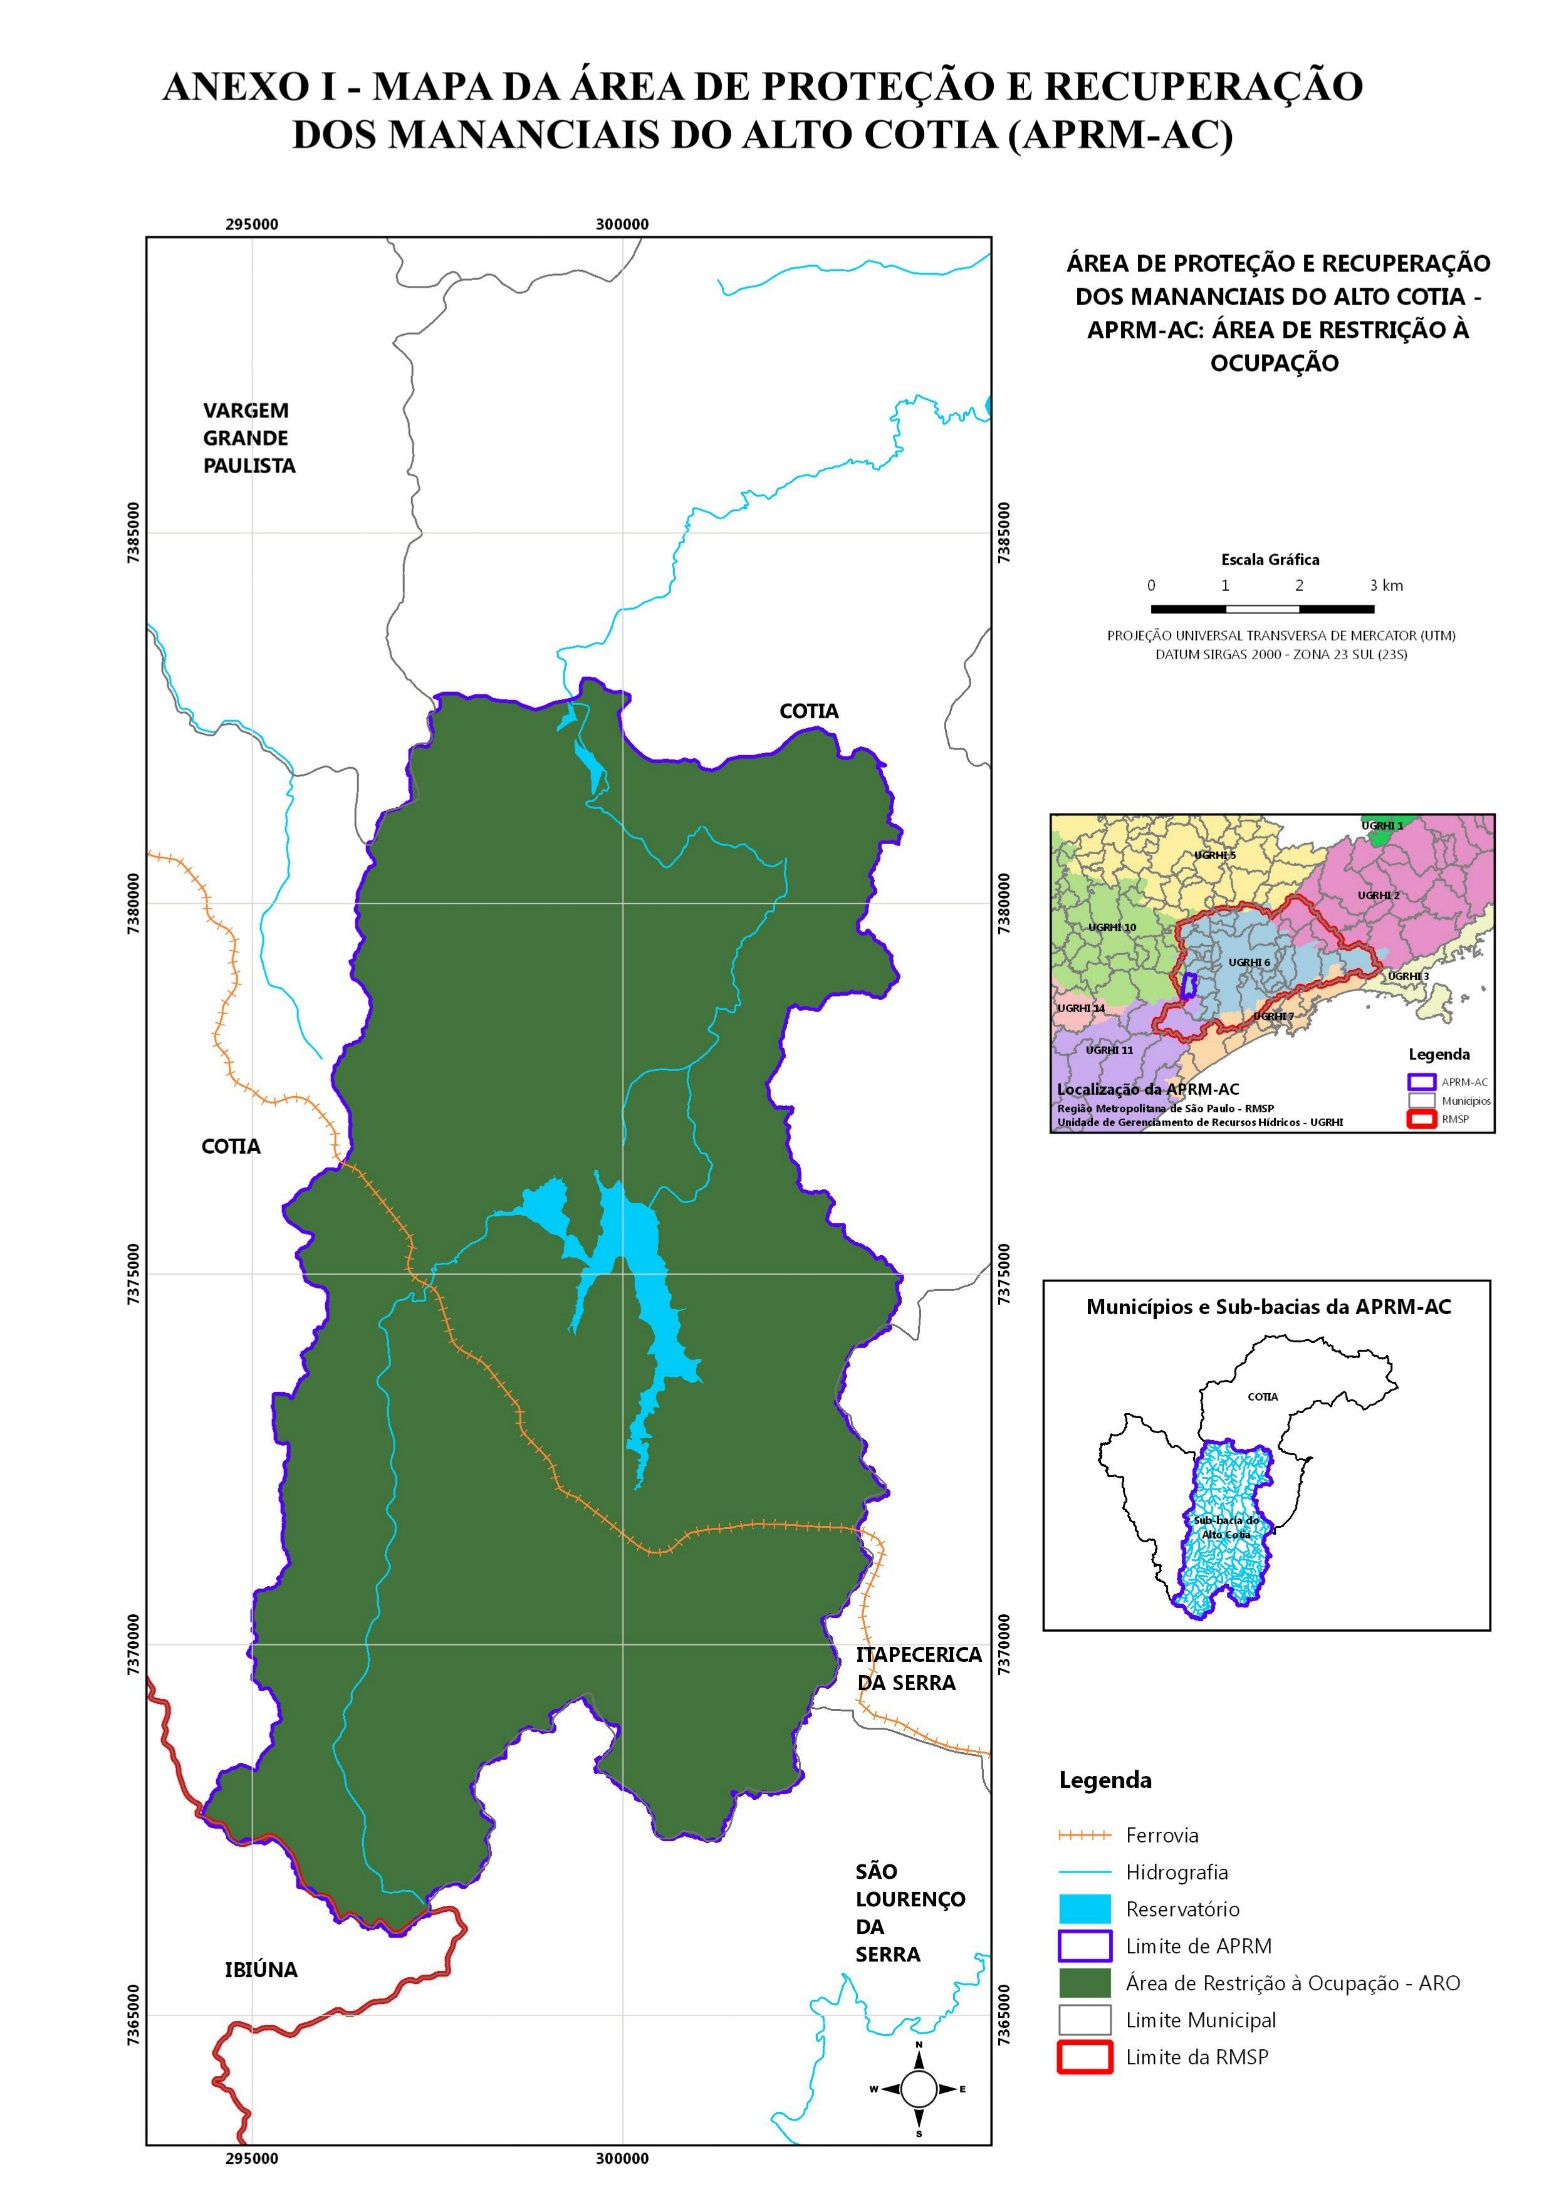 ANEXO I - MAPA DA ÁREA DE PROTEÇÃO E RECUPERAÇÃO
DOS MANANCIAIS DO ALTO COTIA (APRM-AC)
295000
300000
ÁREA DE PROTEÇÃO E RECUPERAÇÃO
DOS MANANCIAIS DO ALTO COTIA -
APRM-AC: ÁREA DE RESTRIÇÃO À
OCUPAÇÃO
VARGEM
GRANDE
PAULISTA
7385000
7385000
Escala Gráfica
0 1 2 3 km
PROJEÇÃO UNIVERSAL TRANSVERSA DE MERCATOR (UTM)
DATUM SIRGAS 2000 - ZONA 23 SUL (23S)
COTIA
UGRHI 1
UGRHI 5
UGRHI 2
UGRHI 10
UGRHI 6
UGRHI 3
UGRHI 14
UGRHI 7
UGRHI 11
Legenda
APRM-AC
Municípios
RMSP
Localização da APRM-AC
Região Metropolitana de São Paulo - RMSP
Unidade de Gerenciamento de Recursos Hídricos - UGRHI
7380000
7380000
COTIA
7375000
7375000
Municípios e Sub-bacias da APRM-AC
COTIA
Sub-bacia do
Alto Cotia
7370000
7370000
ITAPECERICA
DA SERRA
SÃO
LOURENÇO
DA
SERRA
IBIÚNA
7365000
7365000
N
W E
S
295000
300000
Legenda
Ferrovia
Hidrografia
Reservatório
Limite de APRM
Área de Restrição à Ocupação - ARO
Limite Municipal
Limite da RMSP